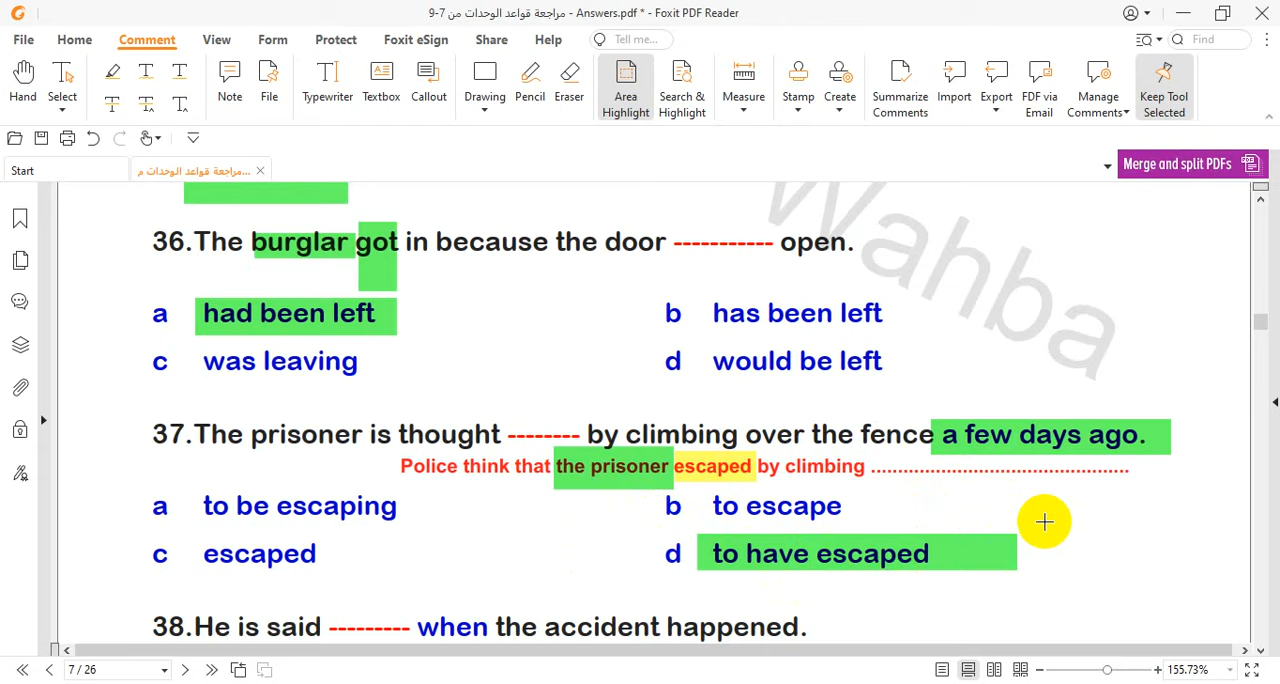 مراجعة قواعد الوحدات من 7-9 - Answers.pdf * - Foxit PDF Reader
File Home Comment View Form Protect Foxit eSign Share Help Tell me... Find
Hand Select Note File Typewriter Textbox Callout Drawing Pencil Eraser Area Highlight Search & Highlight Measure Stamp Create Summarize Comments Import Export FDF via Email Manage Comments Keep Tool Selected
Start مراجعة قواعد الوحدات م... Merge and split PDFs
Wahba
36.The burglar got in because the door ----------- open.
a had been left b has been left
c was leaving d would be left
37.The prisoner is thought -------- by climbing over the fence a few days ago.
Police think that the prisoner escaped by climbing ..............................................
a to be escaping b to escape
c escaped d to have escaped
38.He is said --------- when the accident happened.
7 / 26 155.73%